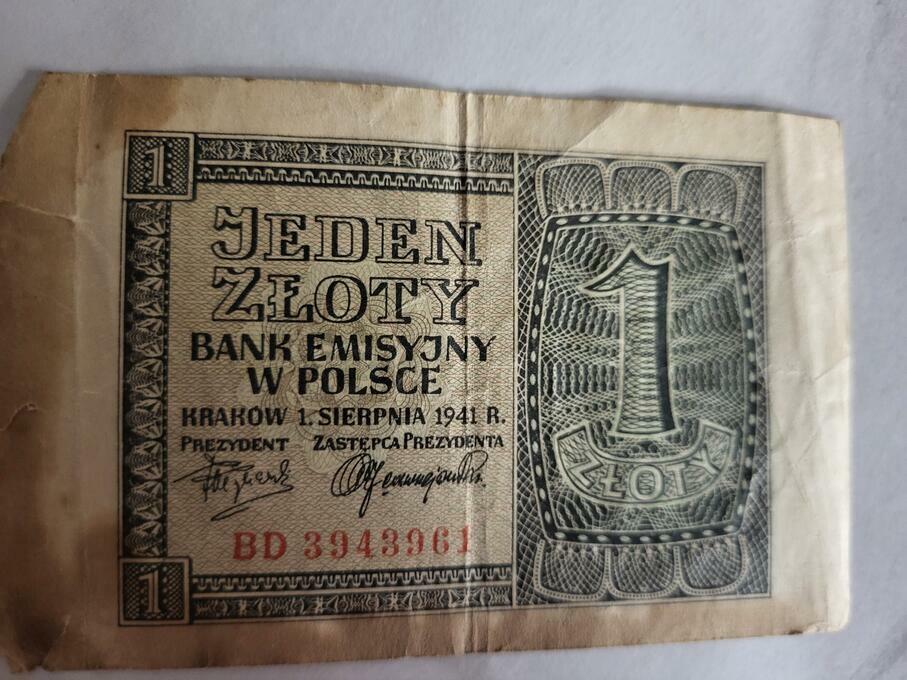 1
JEDEN
ZŁOTY
BANK EMISYJNY
W POLSCE
KRAKÓW 1. SIERPNIA 1941 R.
PREZYDENT ZASTĘPCA PREZYDENTA
BD 3943961
1
1
ZŁOTY